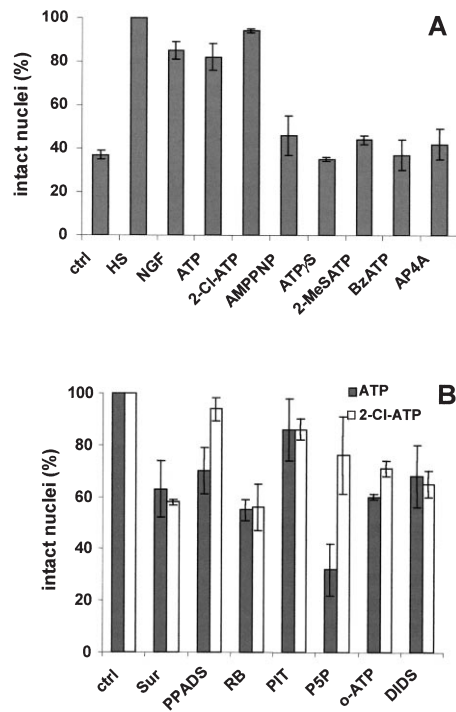 A
100
80
60
40
20
0
intact nuclei (%)
ctrl
HS
NGF
ATP
2-Cl-ATP
AMPPNP
ATPγS
2-MeSATP
BzATP
AP4A
B
ATP
2-Cl-ATP
100
80
60
40
20
0
intact nuclei (%)
ctrl
Sur
PPADS
RB
PIT
P5P
o-ATP
DIDS